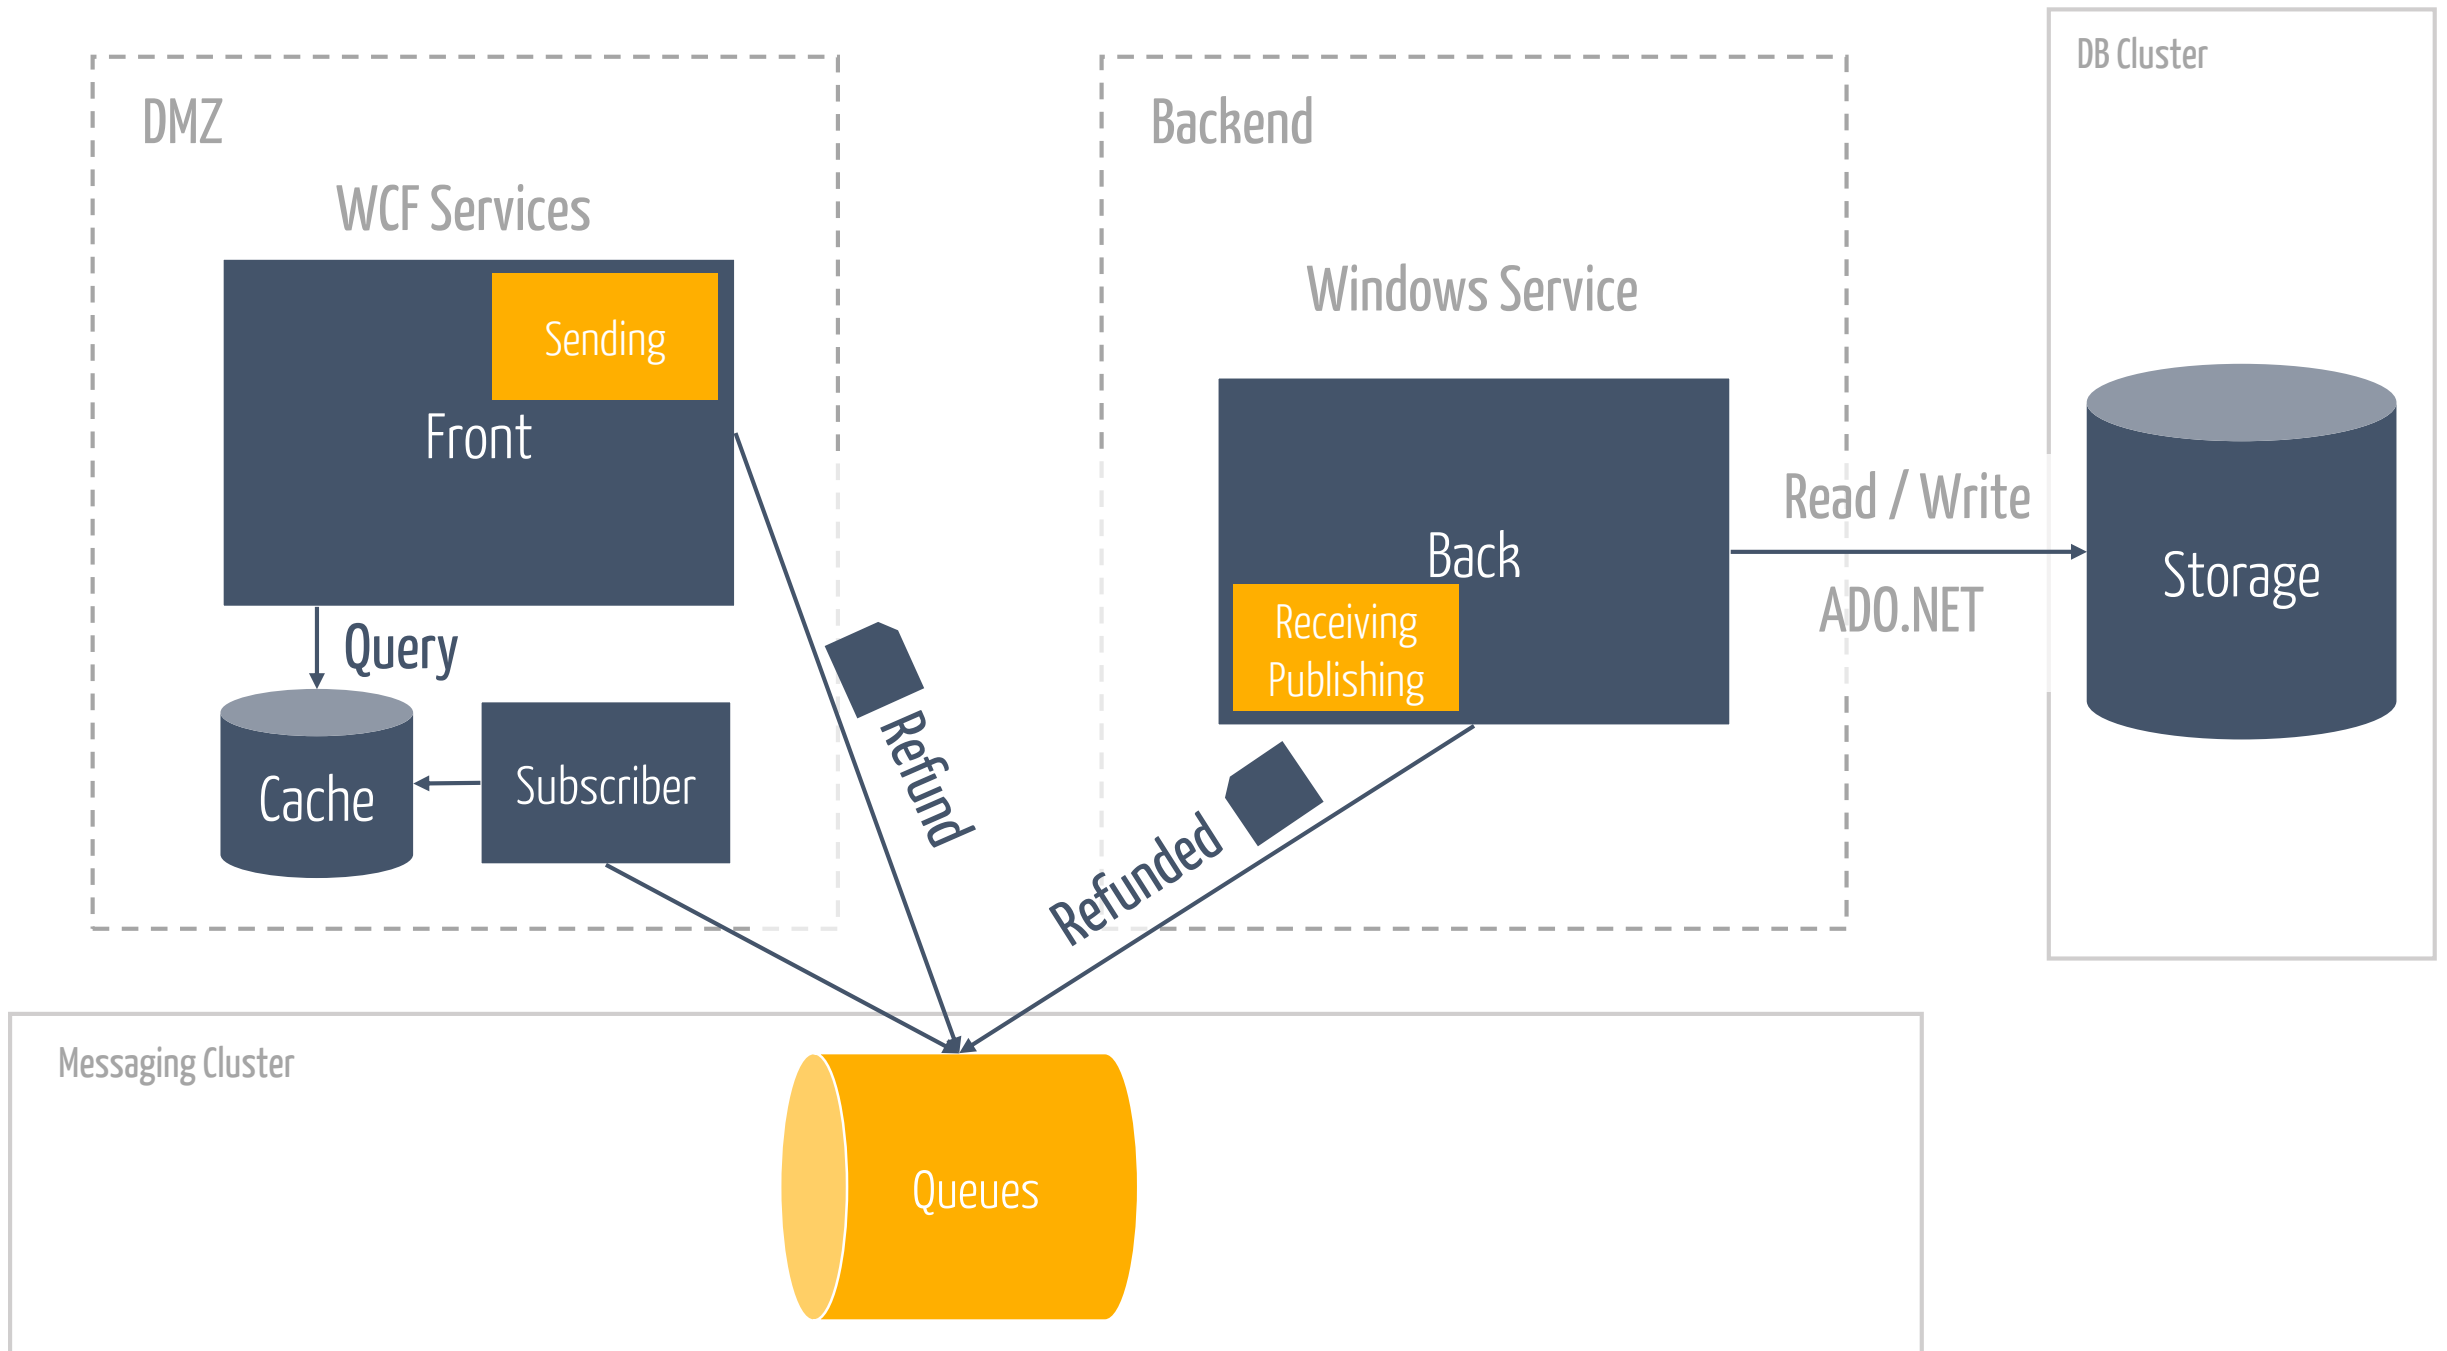 DMZ
WCF Services
Sending
Front
Query
Cache
Subscriber
Refund
Backend
Windows Service
Back
Receiving
Publishing
Refunded
Read / Write
ADO.NET
DB Cluster
Storage
Messaging Cluster
Queues